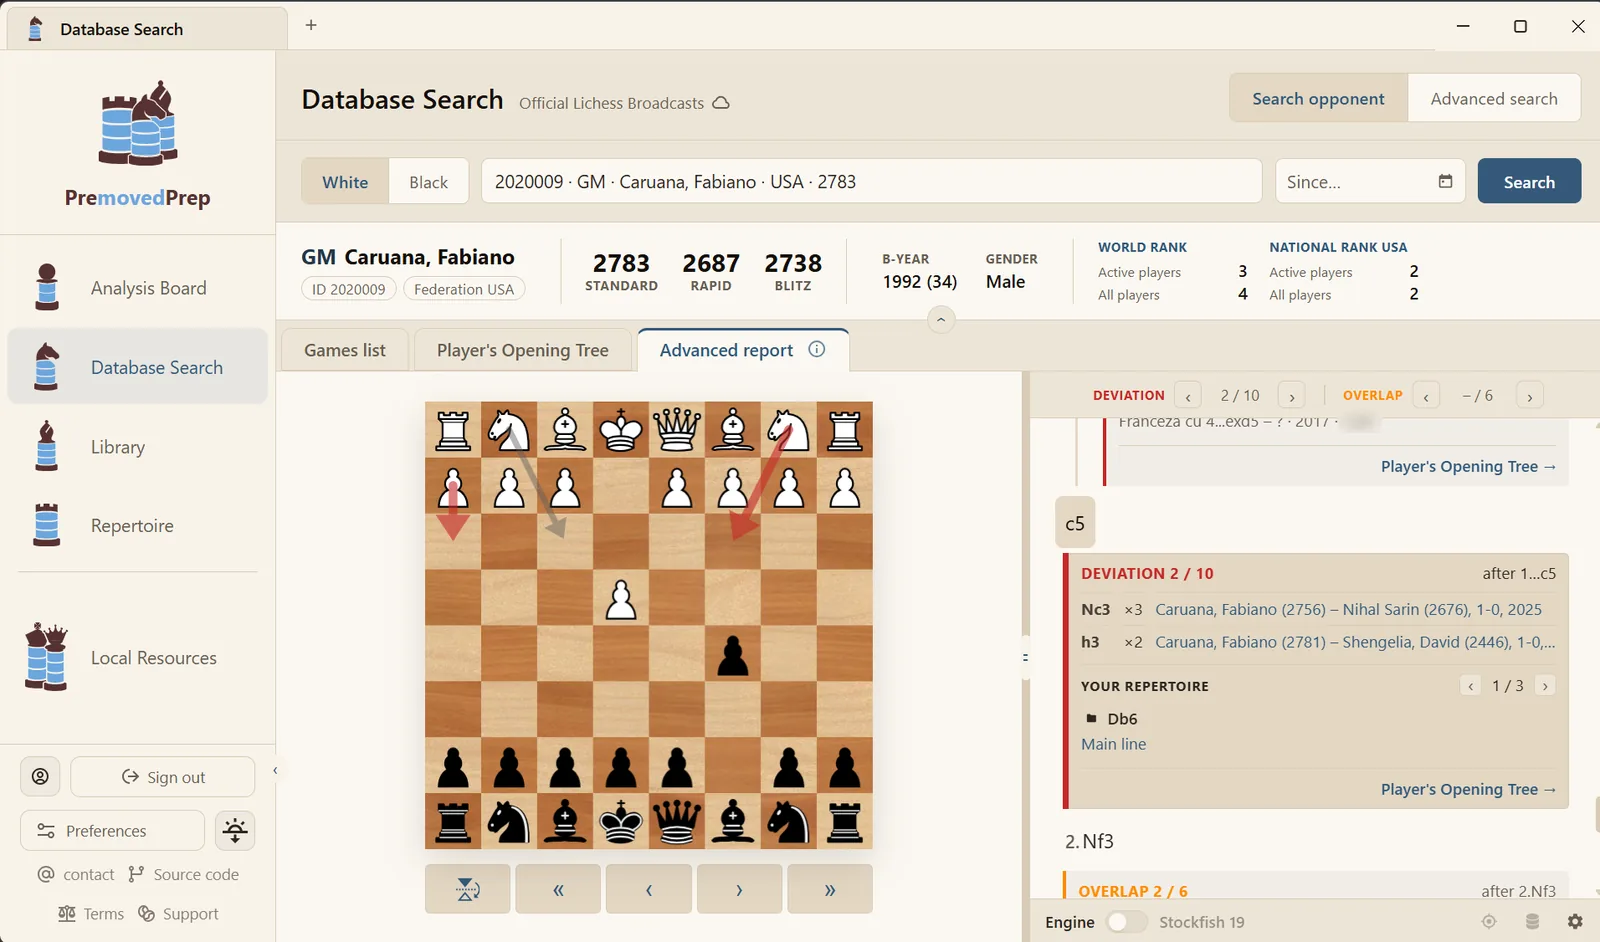 Database Search
Database Search
Official Lichess Broadcasts
Search opponent
Advanced search
PremovedPrep
White
Black
2020009 · GM · Caruana, Fabiano · USA · 2783
Since...
Search
GM Caruana, Fabiano
ID 2020009
Federation USA
2783
STANDARD
2687
RAPID
2738
BLITZ
B-YEAR
1992 (34)
GENDER
Male
WORLD RANK
Active players 3
All players 4
NATIONAL RANK USA
Active players 2
All players 2
Analysis Board
Database Search
Library
Repertoire
Local Resources
Sign out
Preferences
contact
Source code
Terms
Support
Games list
Player's Opening Tree
Advanced report
DEVIATION 2 / 10
OVERLAP – / 6
Franceza cu 4...exd5 – ? · 2017 ·
Player's Opening Tree →
c5
DEVIATION 2 / 10
after 1...c5
Nc3 ×3 Caruana, Fabiano (2756) – Nihal Sarin (2676), 1-0, 2025
h3 ×2 Caruana, Fabiano (2781) – Shengelia, David (2446), 1-0,...
YOUR REPERTOIRE
1 / 3
Db6
Main line
Player's Opening Tree →
2. Nf3
OVERLAP 2 / 6
after 2.Nf3
Engine
Stockfish 19